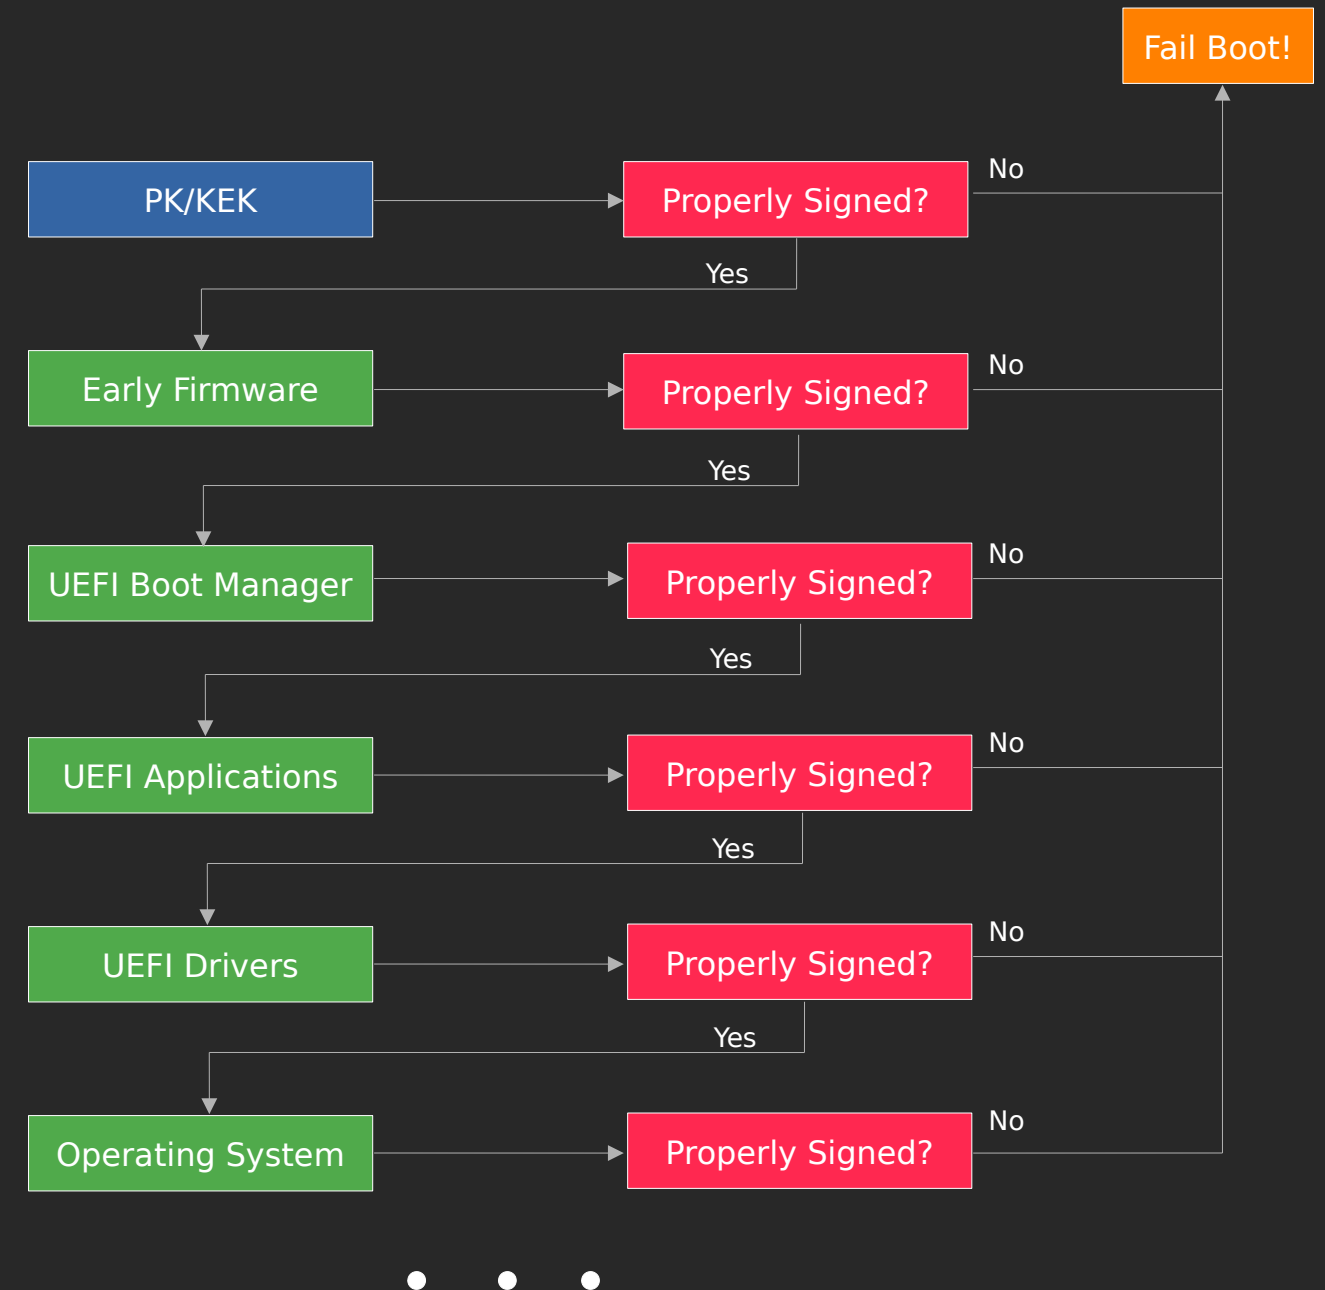 Fail Boot!
PK/KEK
Properly Signed?
No
Yes
Early Firmware
Properly Signed?
No
Yes
UEFI Boot Manager
Properly Signed?
No
Yes
UEFI Applications
Properly Signed?
No
Yes
UEFI Drivers
Properly Signed?
No
Yes
Operating System
Properly Signed?
No